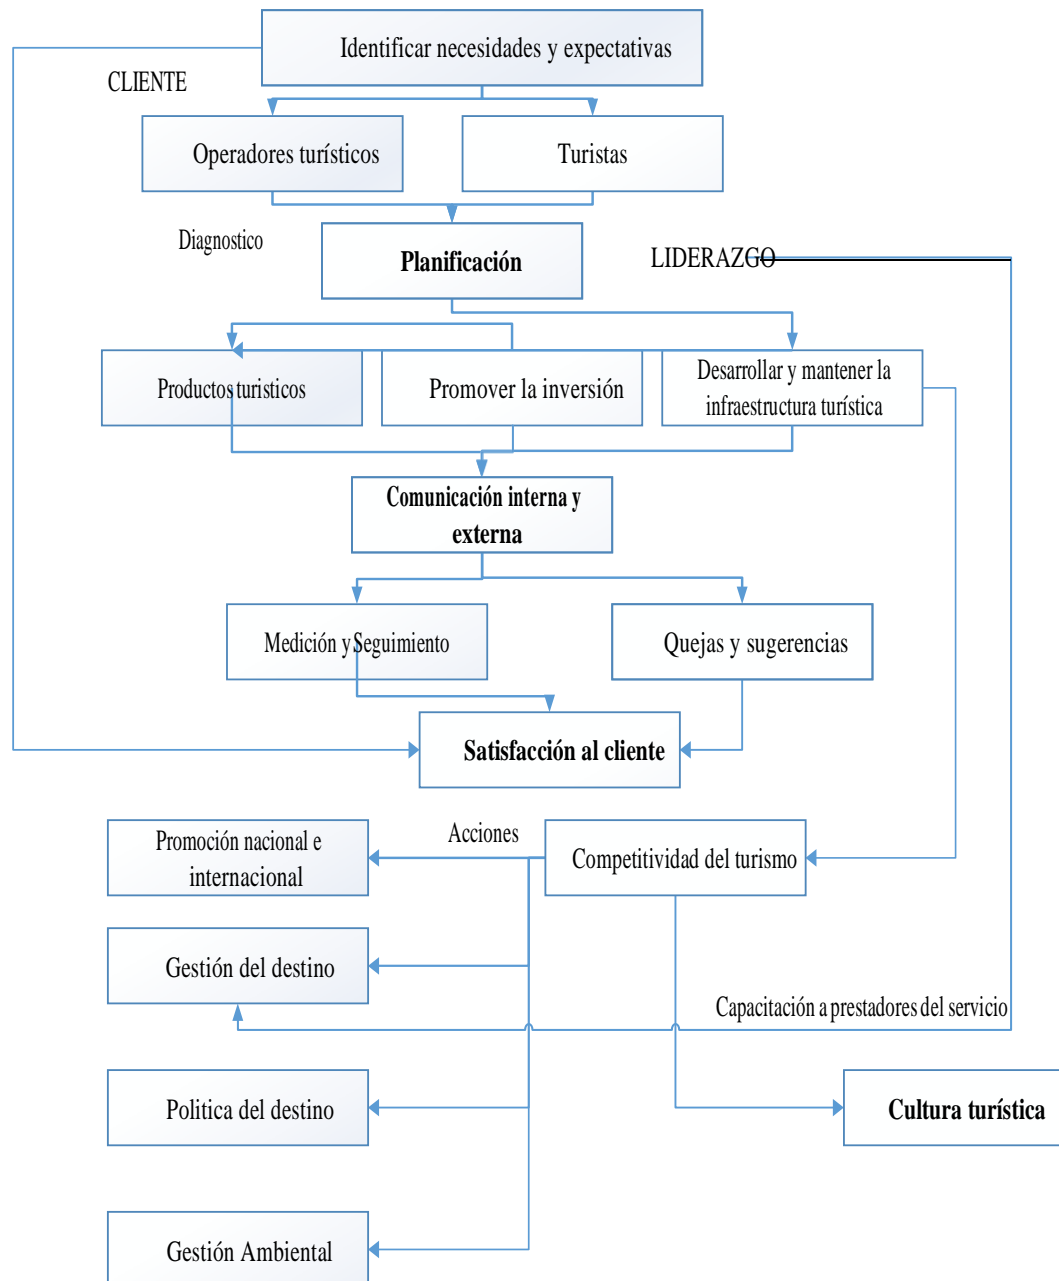 Identificar necesidades y expectativas
CLIENTE
Operadores turísticos
Turistas
Diagnostico
Planificación
LIDERAZGO
Productos turisticos
Promover la inversión
Desarrollar y mantener la
infraestructura turística
Comunicación interna y
externa
Medición y Seguimiento
Quejas y sugerencias
Satisfacción al cliente
Promoción nacional e
internacional
Acciones
Competitividad del turismo
Gestión del destino
Capacitación a prestadores del servicio
Politica del destino
Cultura turística
Gestión Ambiental